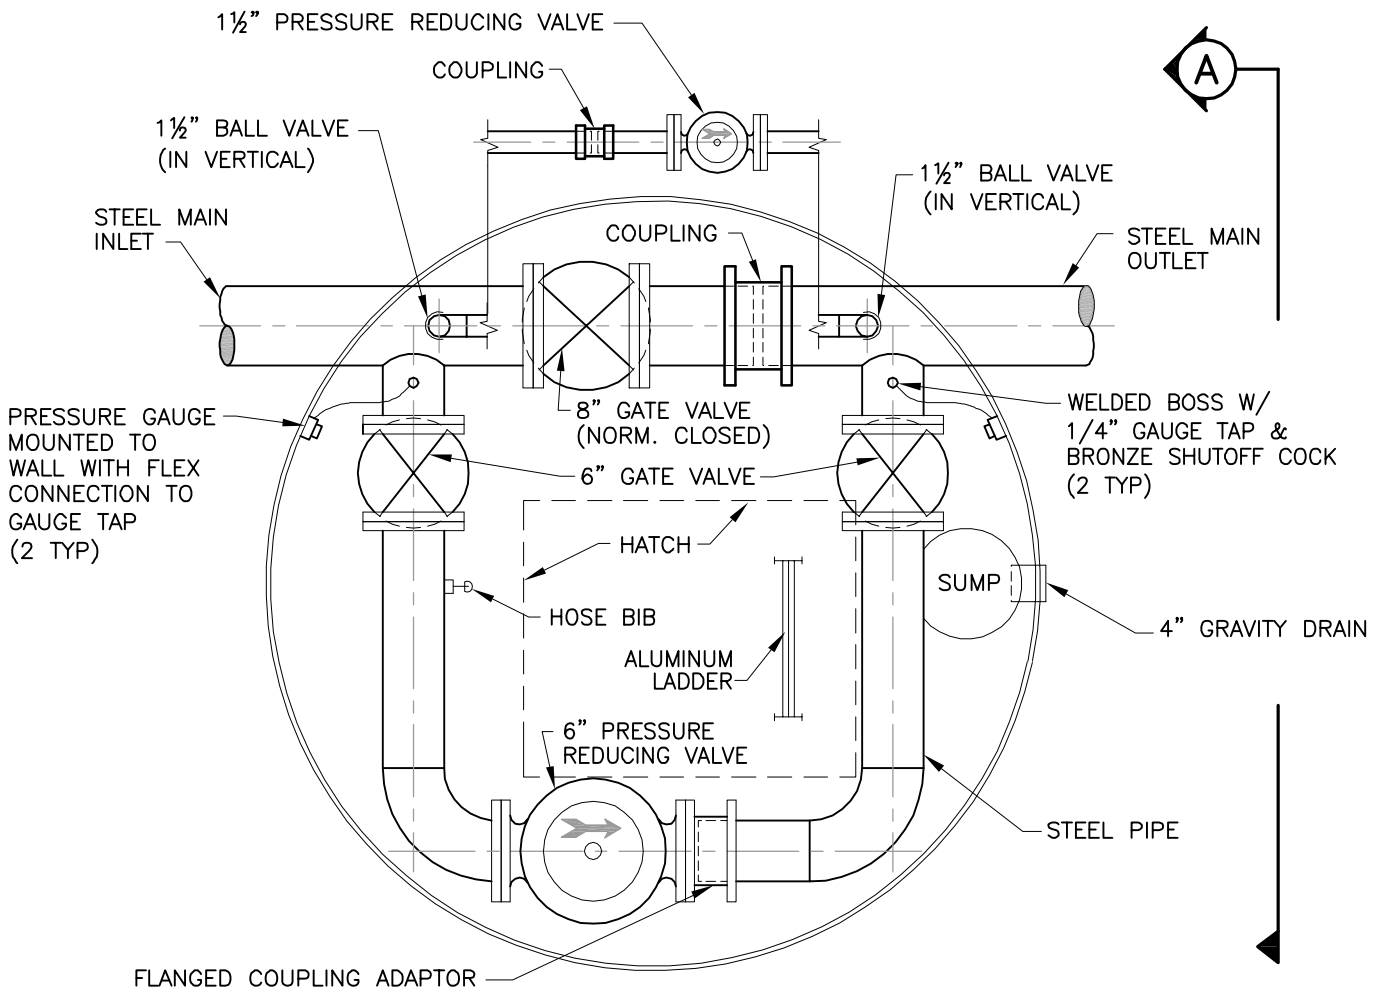 1½” PRESSURE REDUCING VALVE
COUPLING
A
1½” BALL VALVE
(IN VERTICAL)
1½” BALL VALVE
(IN VERTICAL)
STEEL MAIN
INLET
COUPLING
STEEL MAIN
OUTLET
8” GATE VALVE
(NORM. CLOSED)
PRESSURE GAUGE
MOUNTED TO
WALL WITH FLEX
CONNECTION TO
GAUGE TAP
(2 TYP)
WELDED BOSS W/
1/4” GAUGE TAP &
BRONZE SHUTOFF COCK
(2 TYP)
6” GATE VALVE
HATCH
SUMP
HOSE BIB
4” GRAVITY DRAIN
ALUMINUM
LADDER
6” PRESSURE
REDUCING VALVE
STEEL PIPE
FLANGED COUPLING ADAPTOR